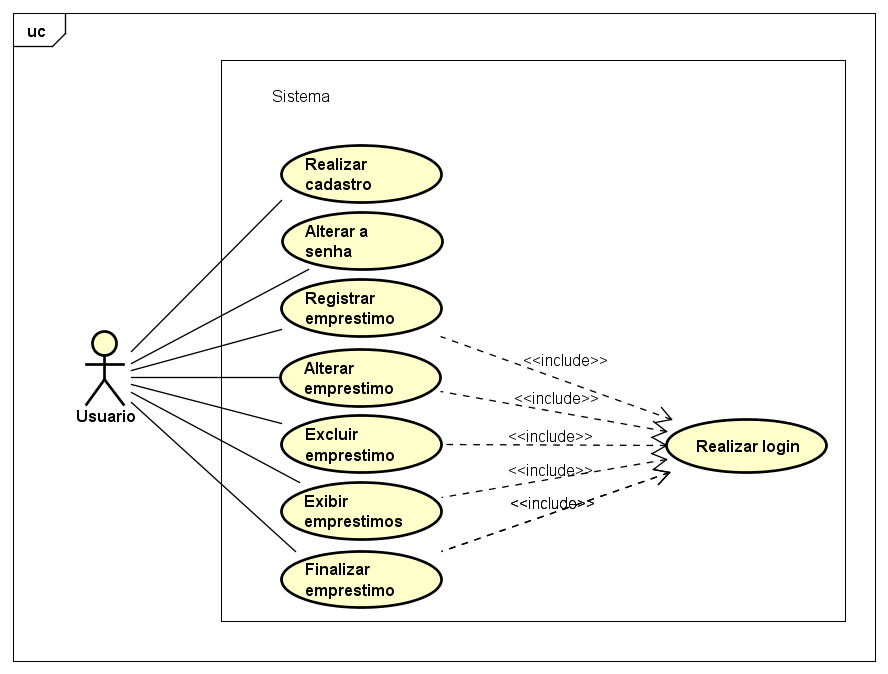 uc
Sistema
Realizar
cadastro
Alterar a
senha
Registrar
emprestimo
<<include>>
Alterar
emprestimo
<<include>>
Usuario
Excluir
emprestimo
<<include>>
Realizar login
<<include>>
Exibir
emprestimos
<<include>>
Finalizar
emprestimo